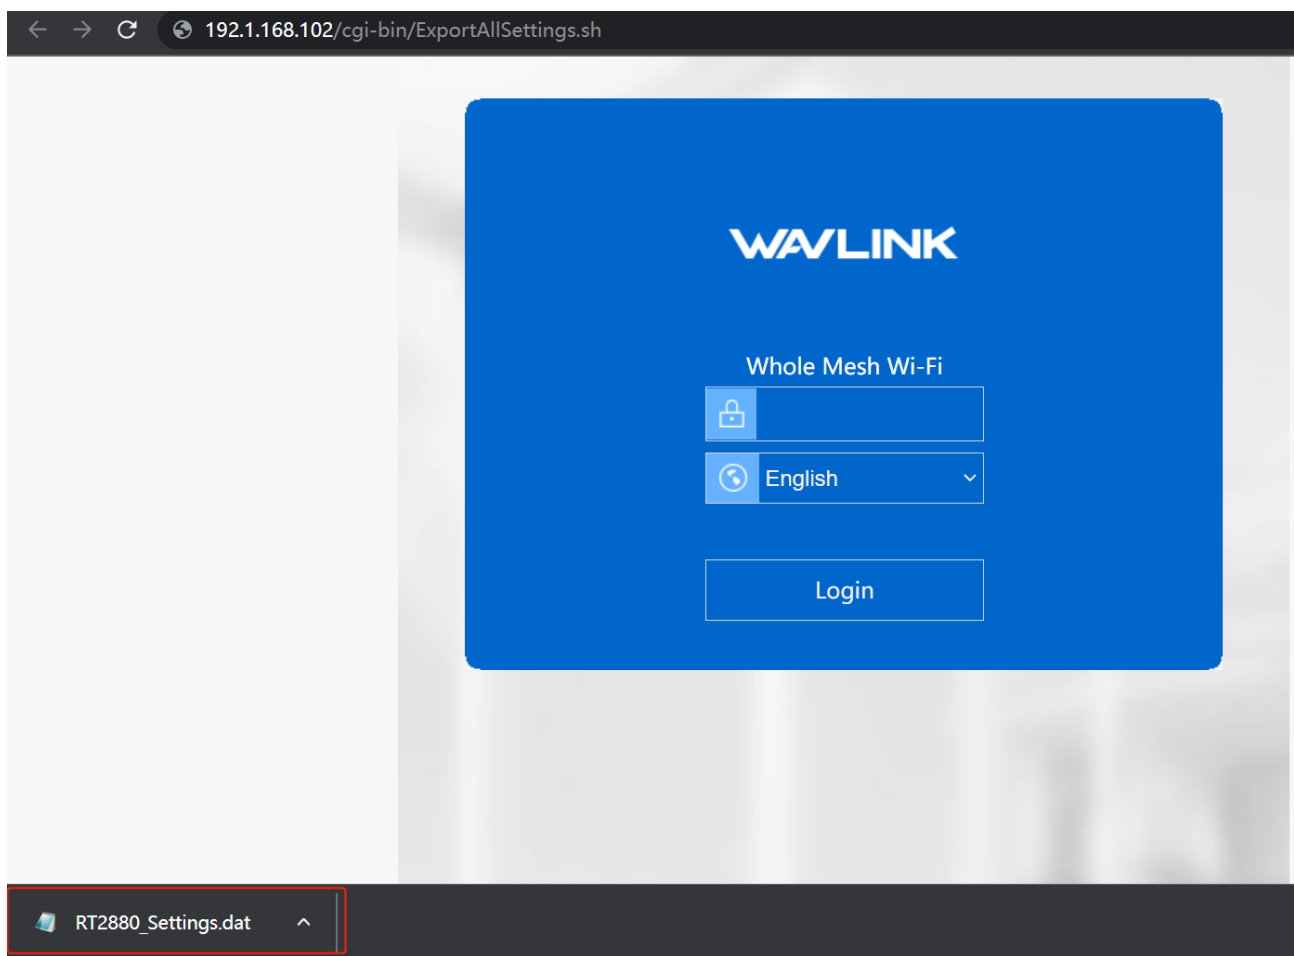 192.1.168.102/cgi-bin/ExportAllSettings.sh
WAVLINK
Whole Mesh Wi-Fi
English
Login
RT2880_Settings.dat